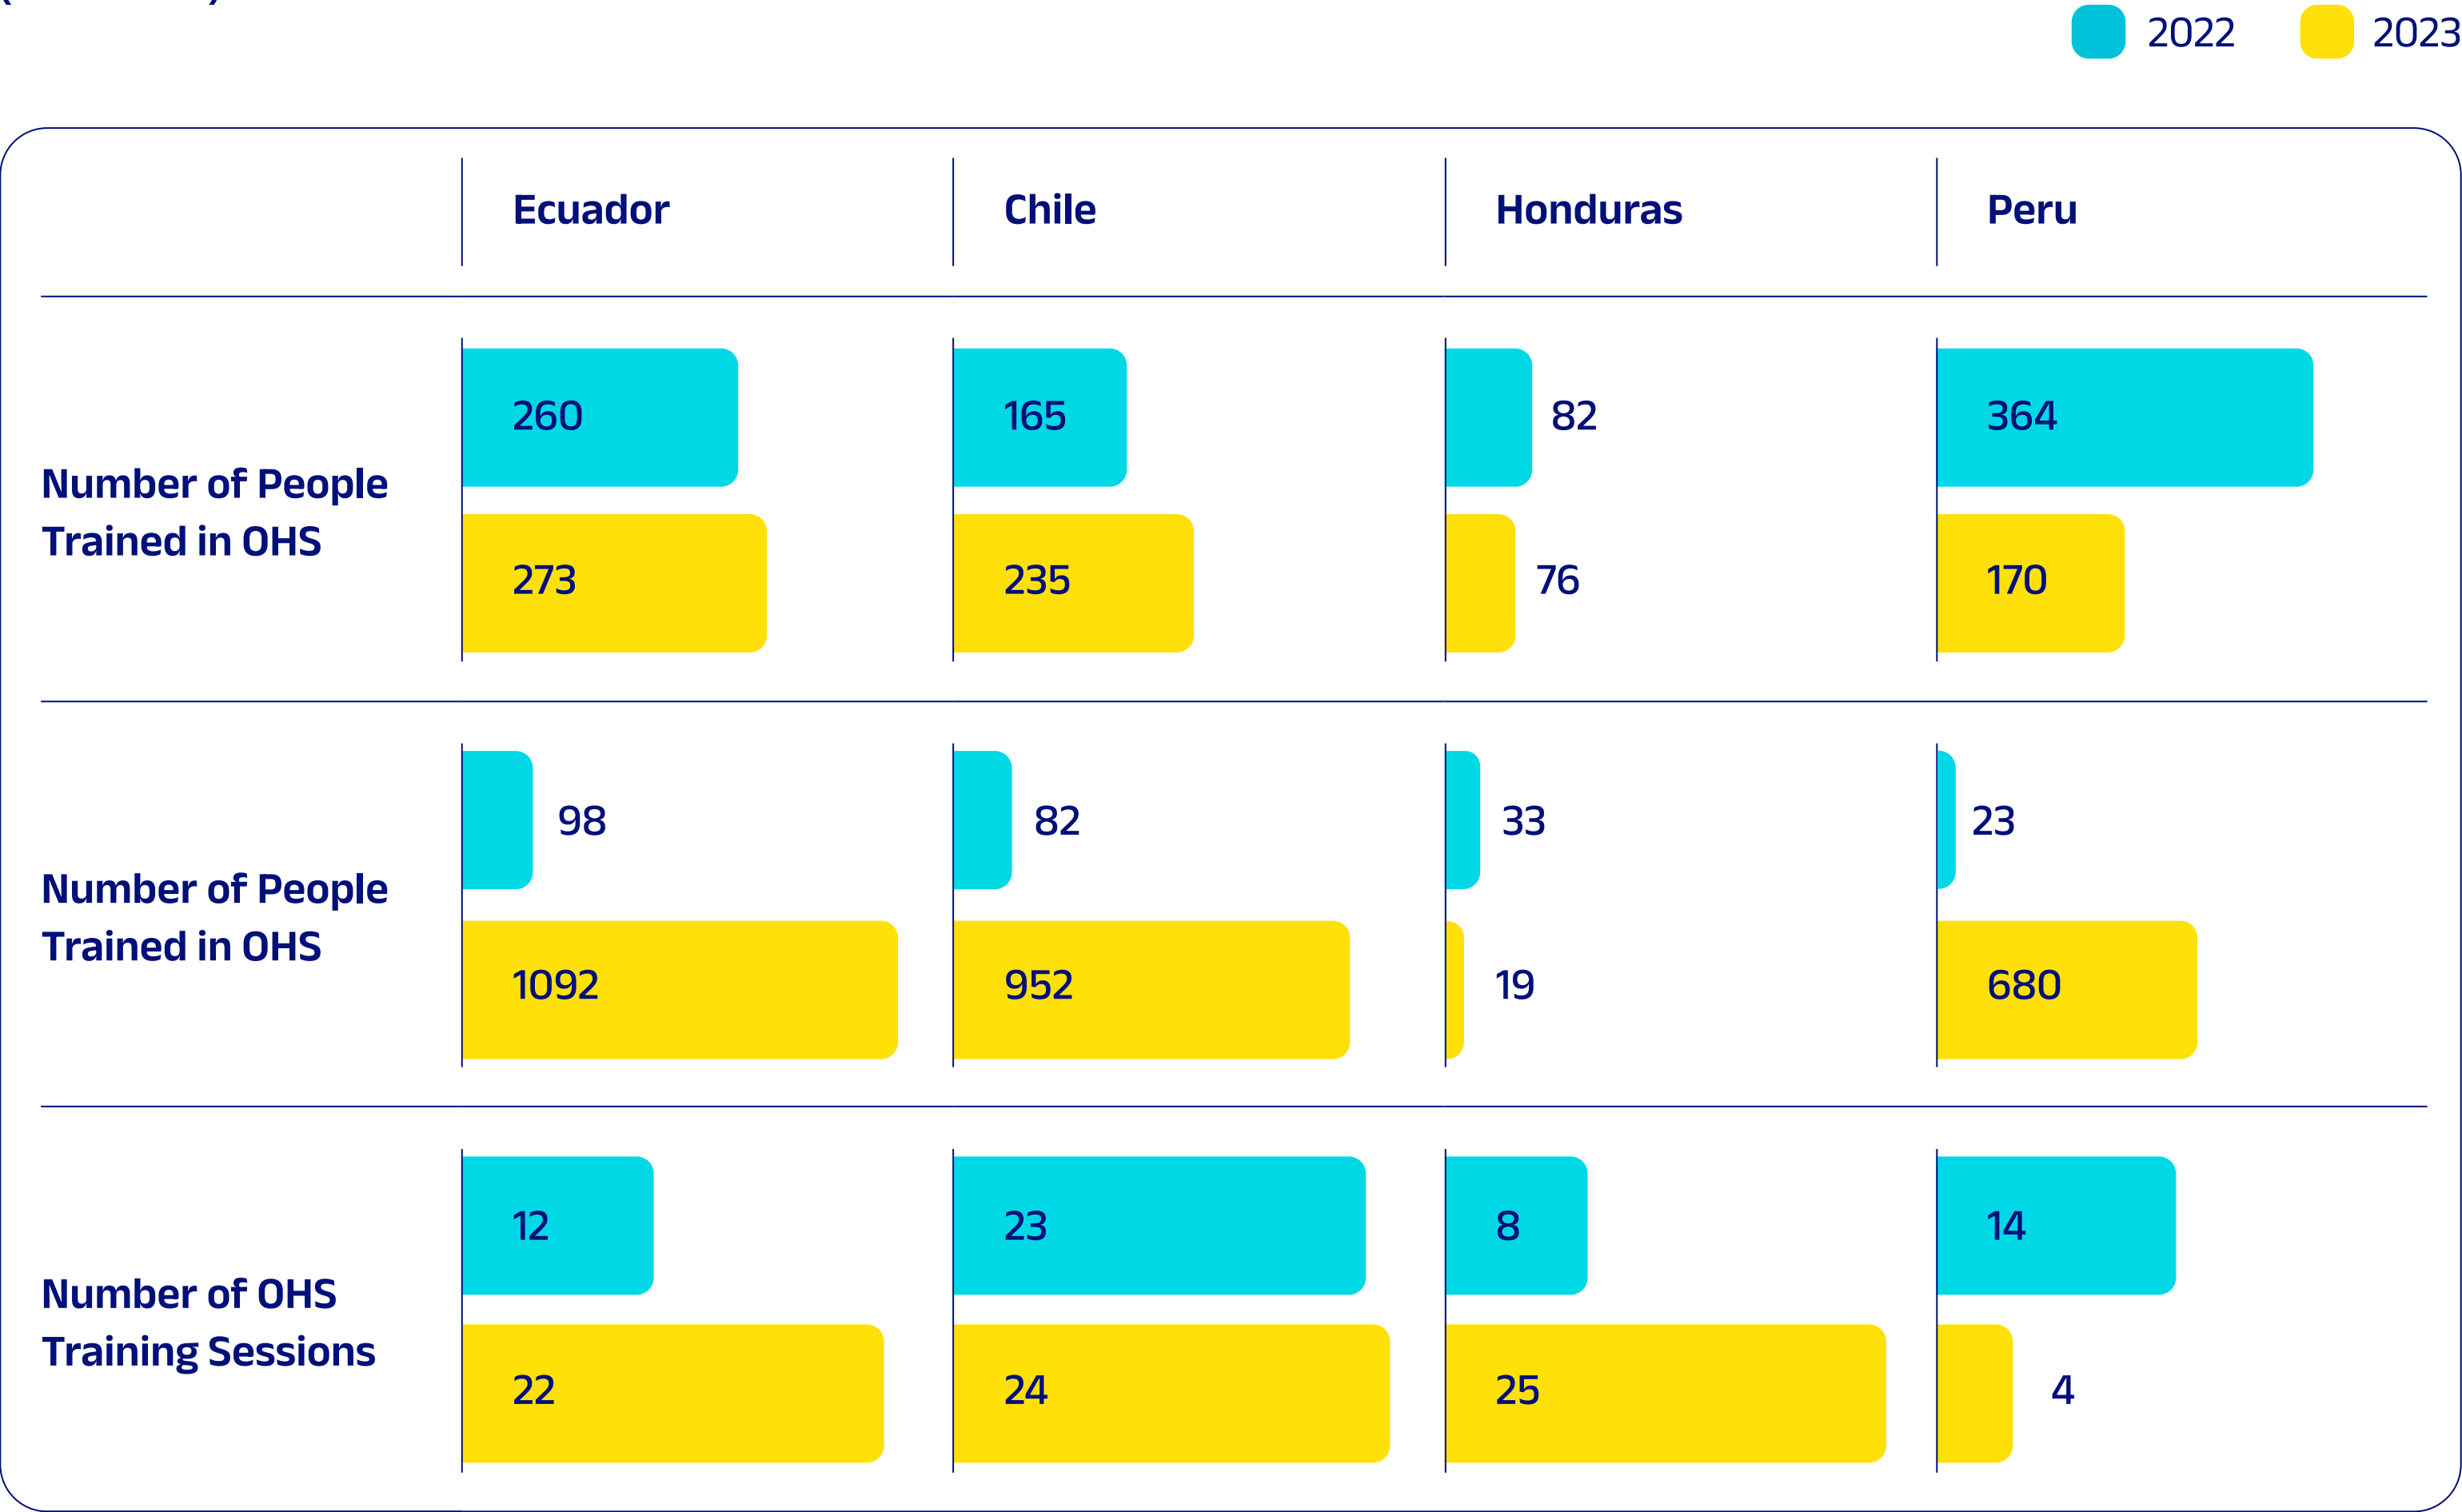 2022 2023
Ecuador Chile Honduras Peru
260 165 82 364
Number of People
Trained in OHS
273 235 76 170
98 82 33 23
Number of People
Trained in OHS
1092 952 19 680
12 23 8 14
Number of OHS
Training Sessions
22 24 25 4